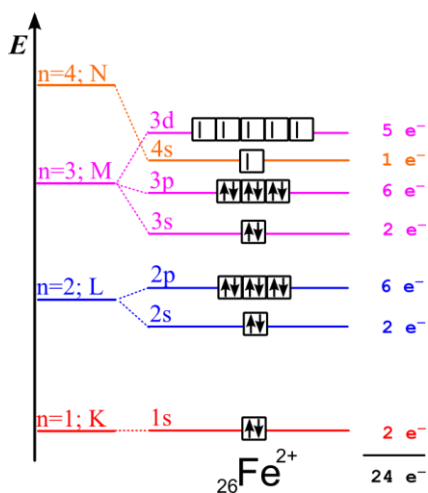 E
n=4; N
3d 5 e⁻
4s 1 e⁻
n=3; M 3p 6 e⁻
3s 2 e⁻
2p 6 e⁻
n=2; L
2s 2 e⁻
n=1; K 1s 2 e⁻
₂₆Fe²⁺ 24 e⁻